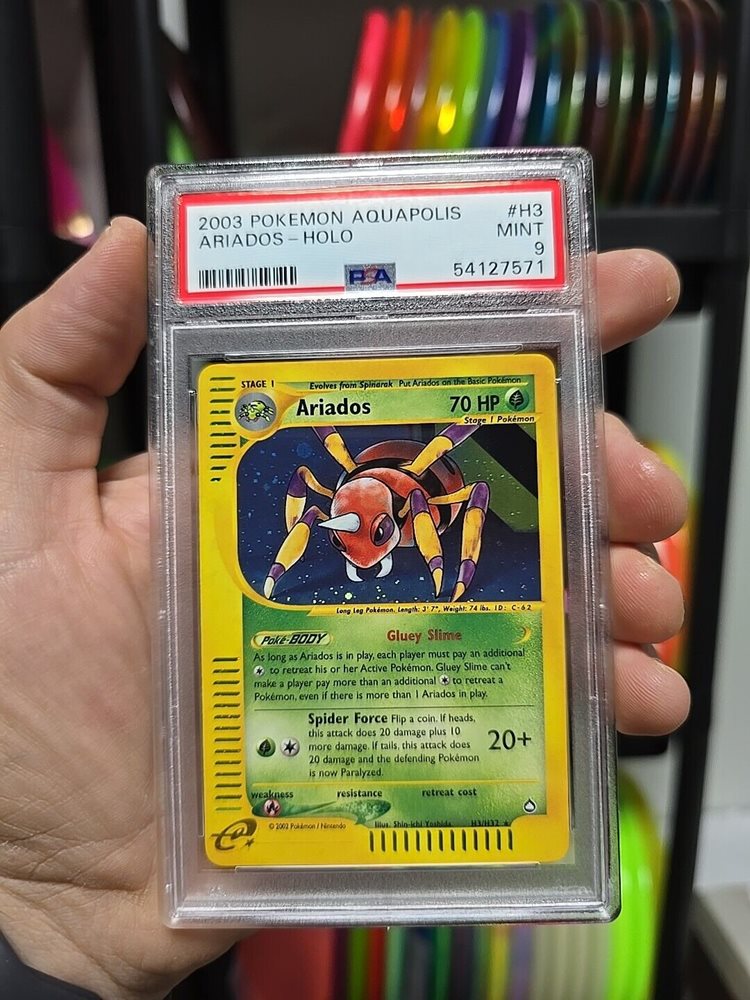 2003 POKEMON AQUAPOLIS #H3
ARIADOS - HOLO MINT
9
PSA 54127571
STAGE 1 Evolves from Spinarak Put Ariados on the Basic Pokémon
Ariados 70 HP
Stage 1 Pokémon
Long Leg Pokémon. Length: 3' 7", Weight: 74 lbs. ID: C-62
Poké-BODY Gluey Slime
As long as Ariados is in play, each player must pay an additional
to retreat his or her Active Pokémon. Gluey Slime can't
make a player pay more than an additional to retreat a
Pokémon, even if there is more than 1 Ariados in play.
Spider Force Flip a coin. If heads,
this attack does 20 damage plus 10
more damage. If tails, this attack does
20 damage and the defending Pokémon
is now Paralyzed.
20+
weakness resistance retreat cost
© 2002 Pokémon / Nintendo Illus. Shin-ichi Yoshida H3/H32
e